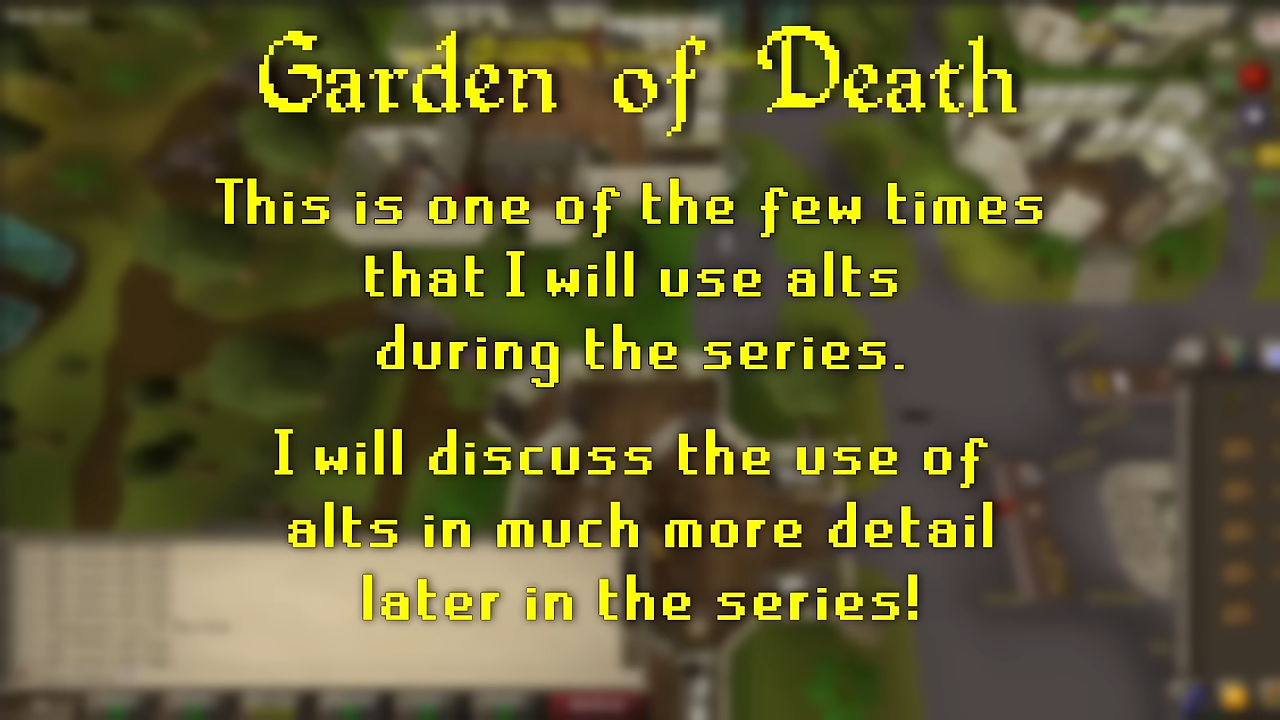 Garden of Death
This is one of the few times
that I will use alts
during the series.
I will discuss the use of
alts in much more detail
later in the series!